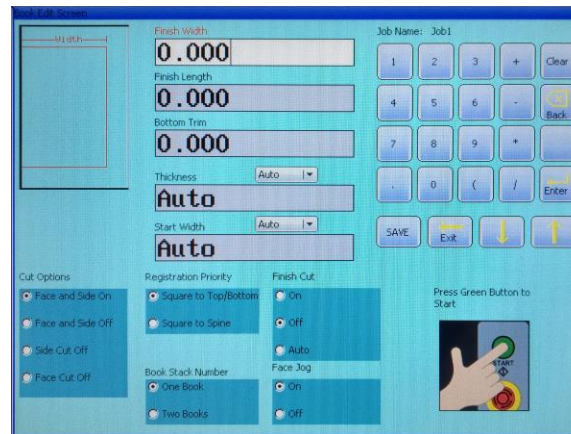 Book Edit Screen
Width
Finish Width
0.000
Finish Length
0.000
Bottom Trim
0.000
Thickness
Auto
Auto
Start Width
Auto
Auto
Job Name: Job1
1 2 3 + Clear
4 5 6 - Back
7 8 9 *
. 0 ( / Enter
SAVE Exit
Cut Options
Face and Side On
Face and Side Off
Side Cut Off
Face Cut Off
Registration Priority
Square to Top/Bottom
Square to Spine
Book Stack Number
One Book
Two Books
Finish Cut
On
Off
Auto
Face Jog
On
Off
Press Green Button to
Start
START